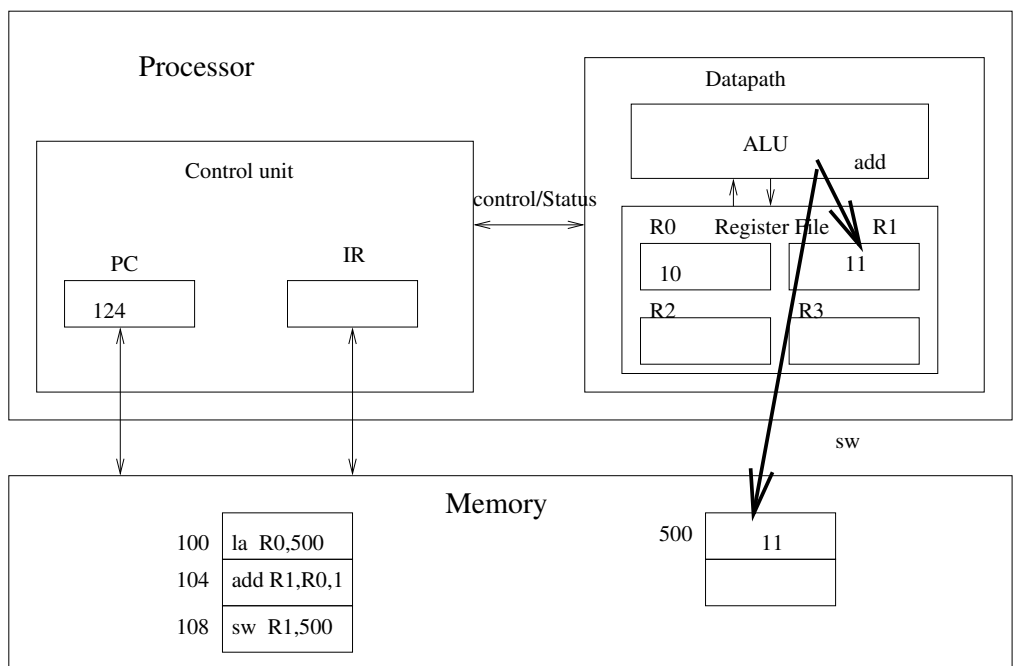 Processor
Datapath
ALU
add
Control unit
control/Status
R0 Register File R1
PC
IR
10
11
124
R2
R3
sw
Memory
100 la R0,500
500 11
104 add R1,R0,1
108 sw R1,500